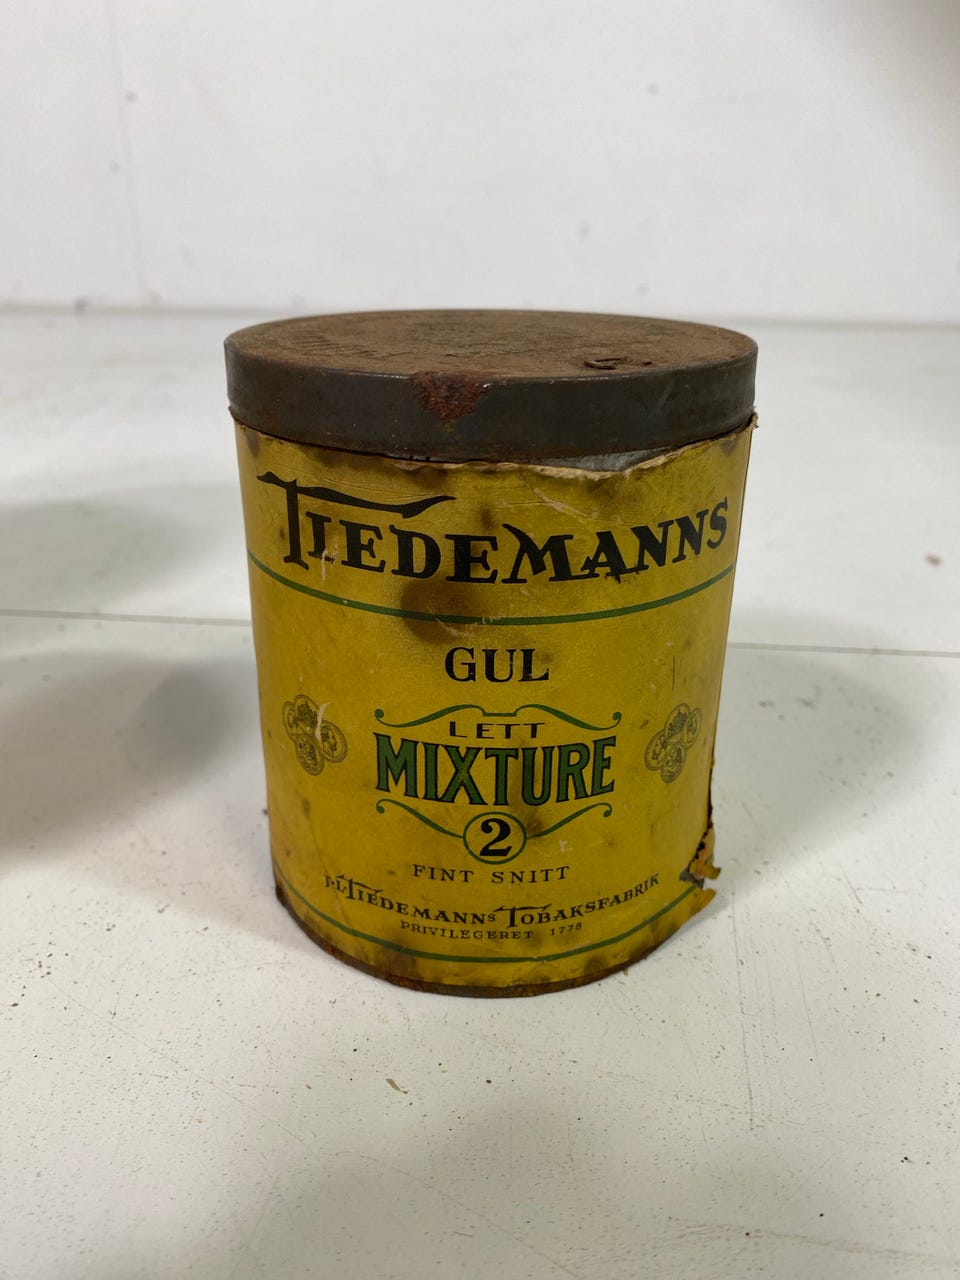 TIEDEMANNS
GUL
LETT
MIXTURE
2
FINT SNITT
J.L. TIEDEMANNS TOBAKSFABRIK
PRIVILEGERET 1778